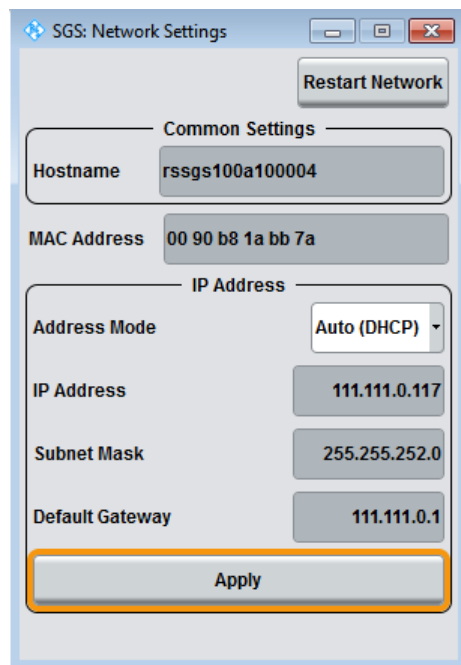 SGS: Network Settings
Restart Network
Common Settings
Hostname rssgs100a100004
MAC Address 00 90 b8 1a bb 7a
IP Address
Address Mode Auto (DHCP)
IP Address 111.111.0.117
Subnet Mask 255.255.252.0
Default Gateway 111.111.0.1
Apply